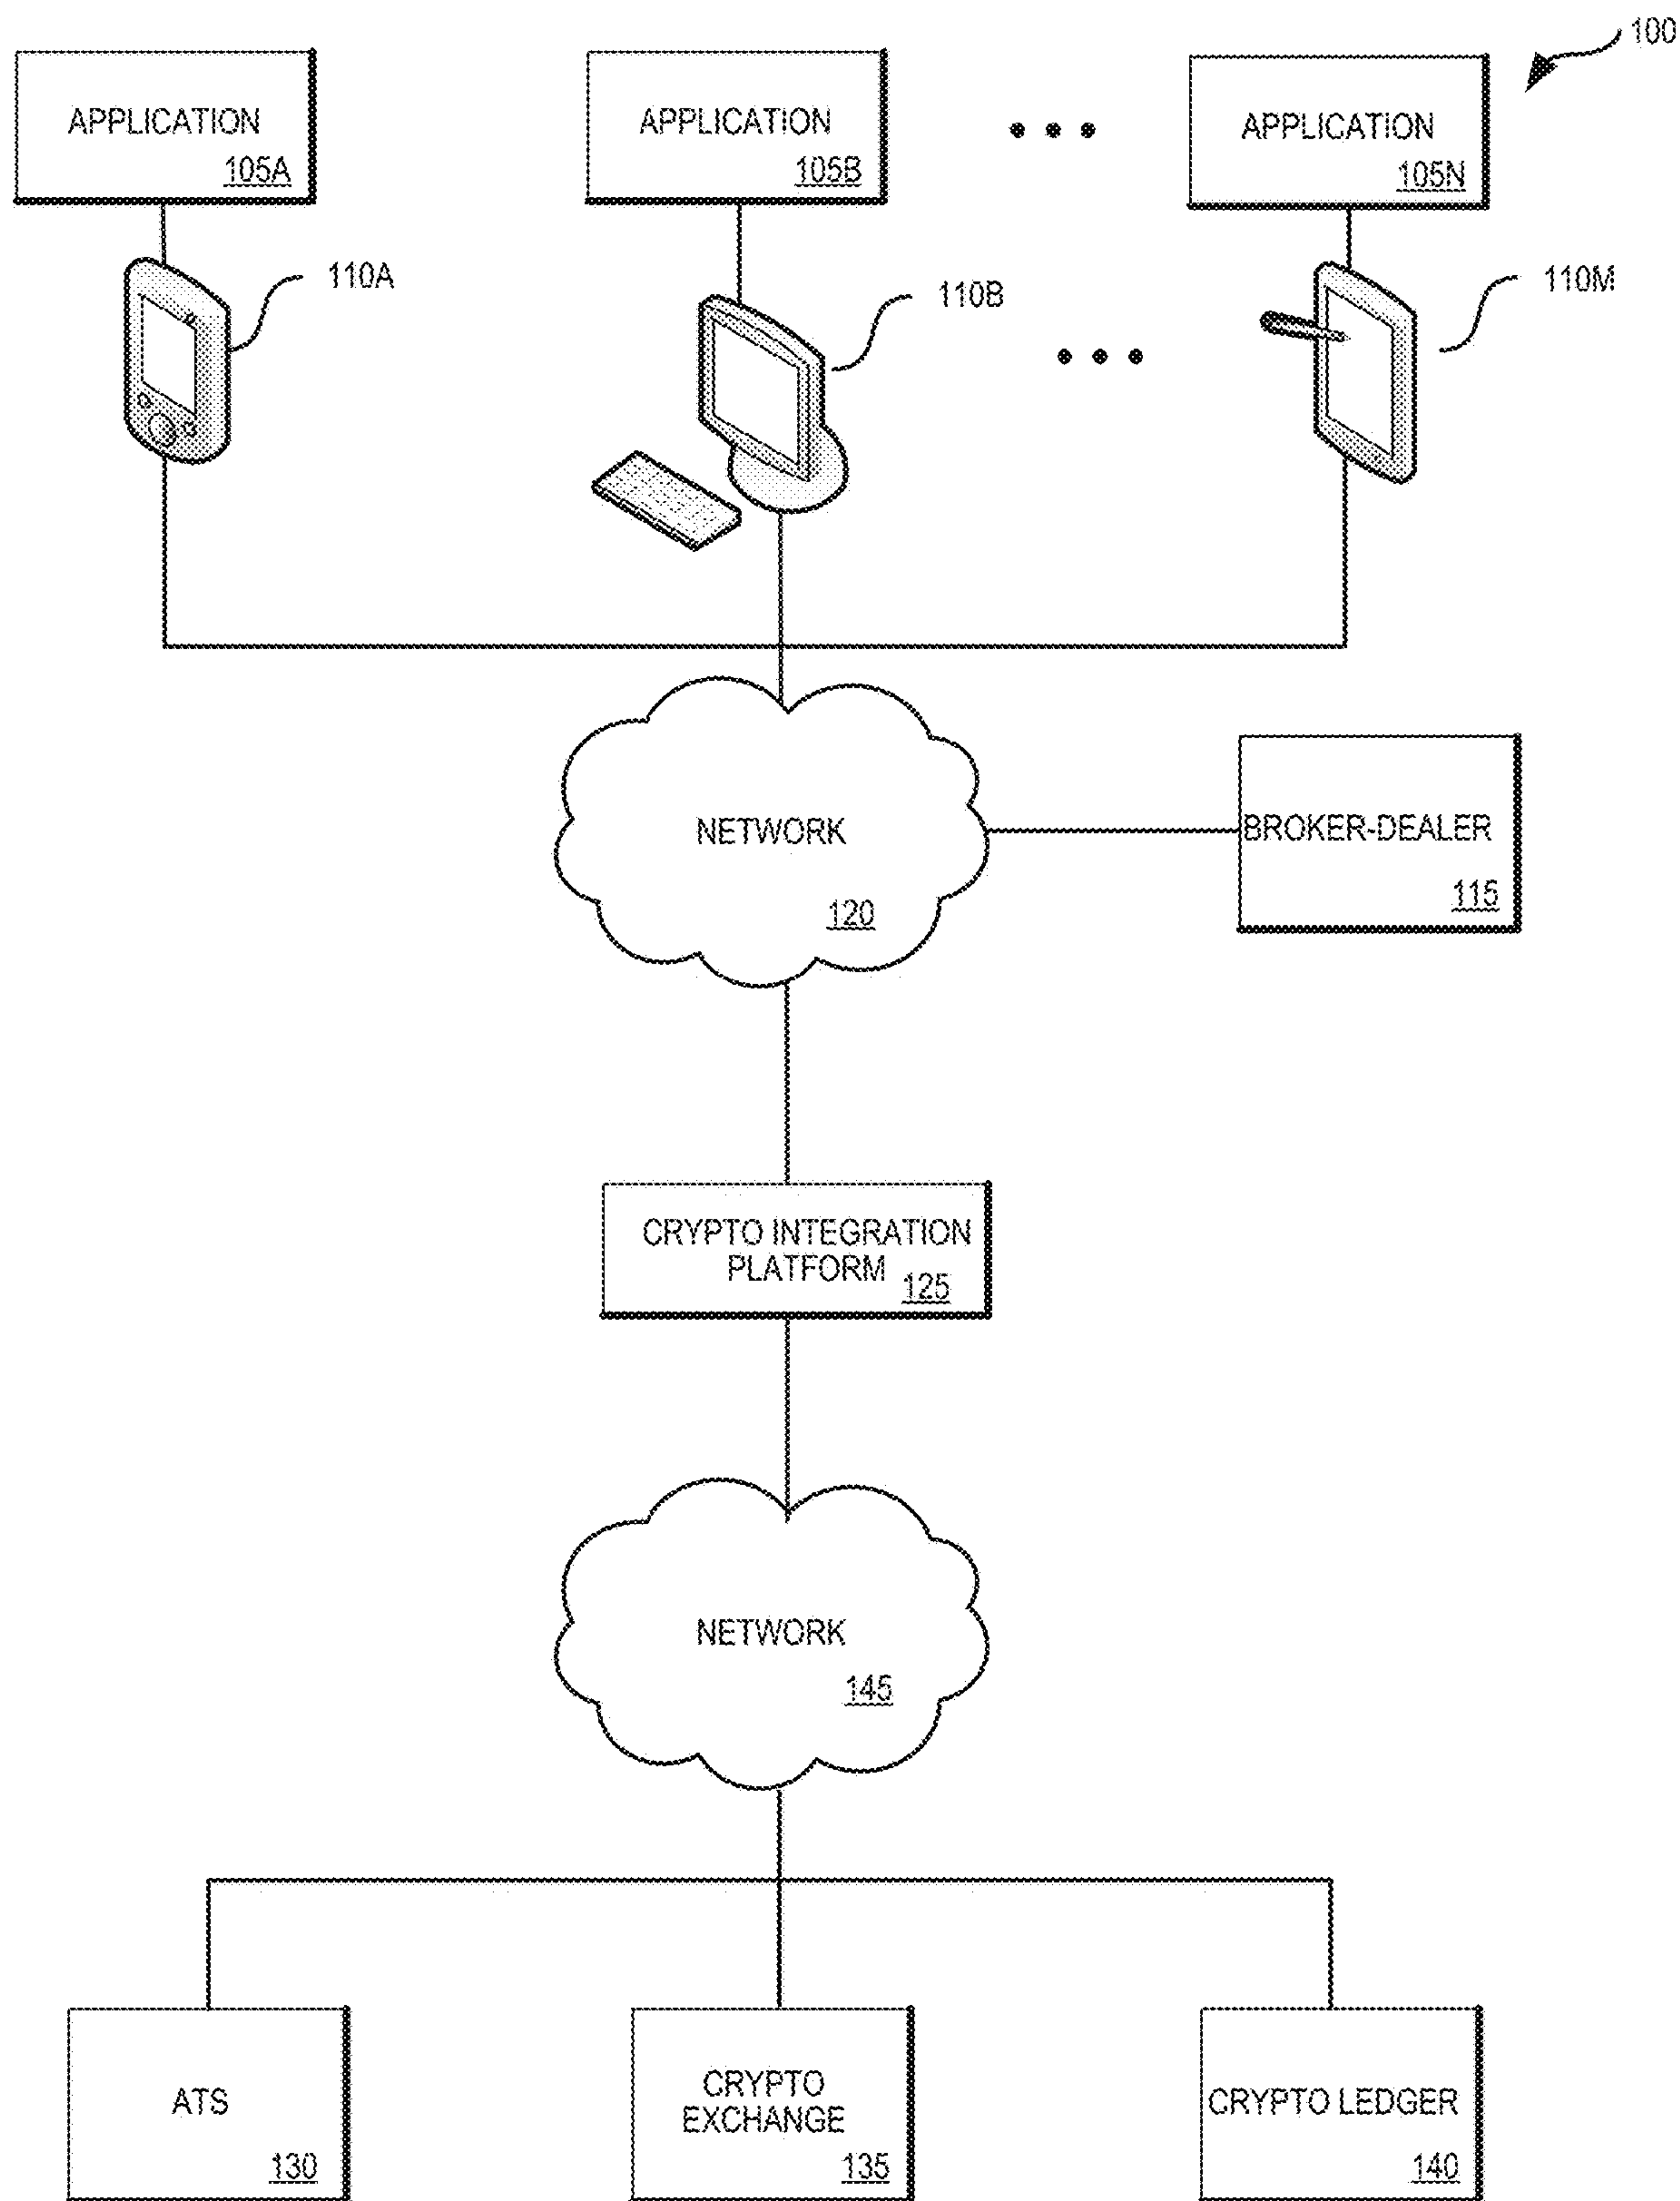 100
APPLICATION
105A
APPLICATION
105B
APPLICATION
105N
110A
110B
110M
NETWORK
120
BROKER-DEALER
115
CRYPTO INTEGRATION
PLATFORM
125
NETWORK
145
ATS
130
CRYPTO
EXCHANGE
135
CRYPTO LEDGER
140